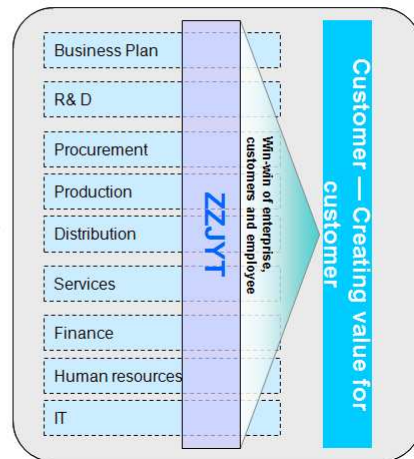 Business Plan
R& D
Procurement
Production
Distribution
Services
Finance
Human resources
IT
ZZJYT
Win-win of enterprise,
customers and employee
Customer — Creating value for
customer